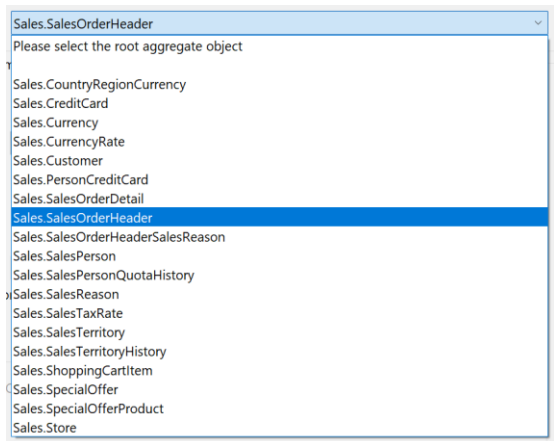 Sales.SalesOrderHeader
Please select the root aggregate object
Sales.CountryRegionCurrency
Sales.CreditCard
Sales.Currency
Sales.CurrencyRate
Sales.Customer
Sales.PersonCreditCard
Sales.SalesOrderDetail
Sales.SalesOrderHeader
Sales.SalesOrderHeaderSalesReason
Sales.SalesPerson
Sales.SalesPersonQuotaHistory
Sales.SalesReason
Sales.SalesTaxRate
Sales.SalesTerritory
Sales.SalesTerritoryHistory
Sales.ShoppingCartItem
Sales.SpecialOffer
Sales.SpecialOfferProduct
Sales.Store